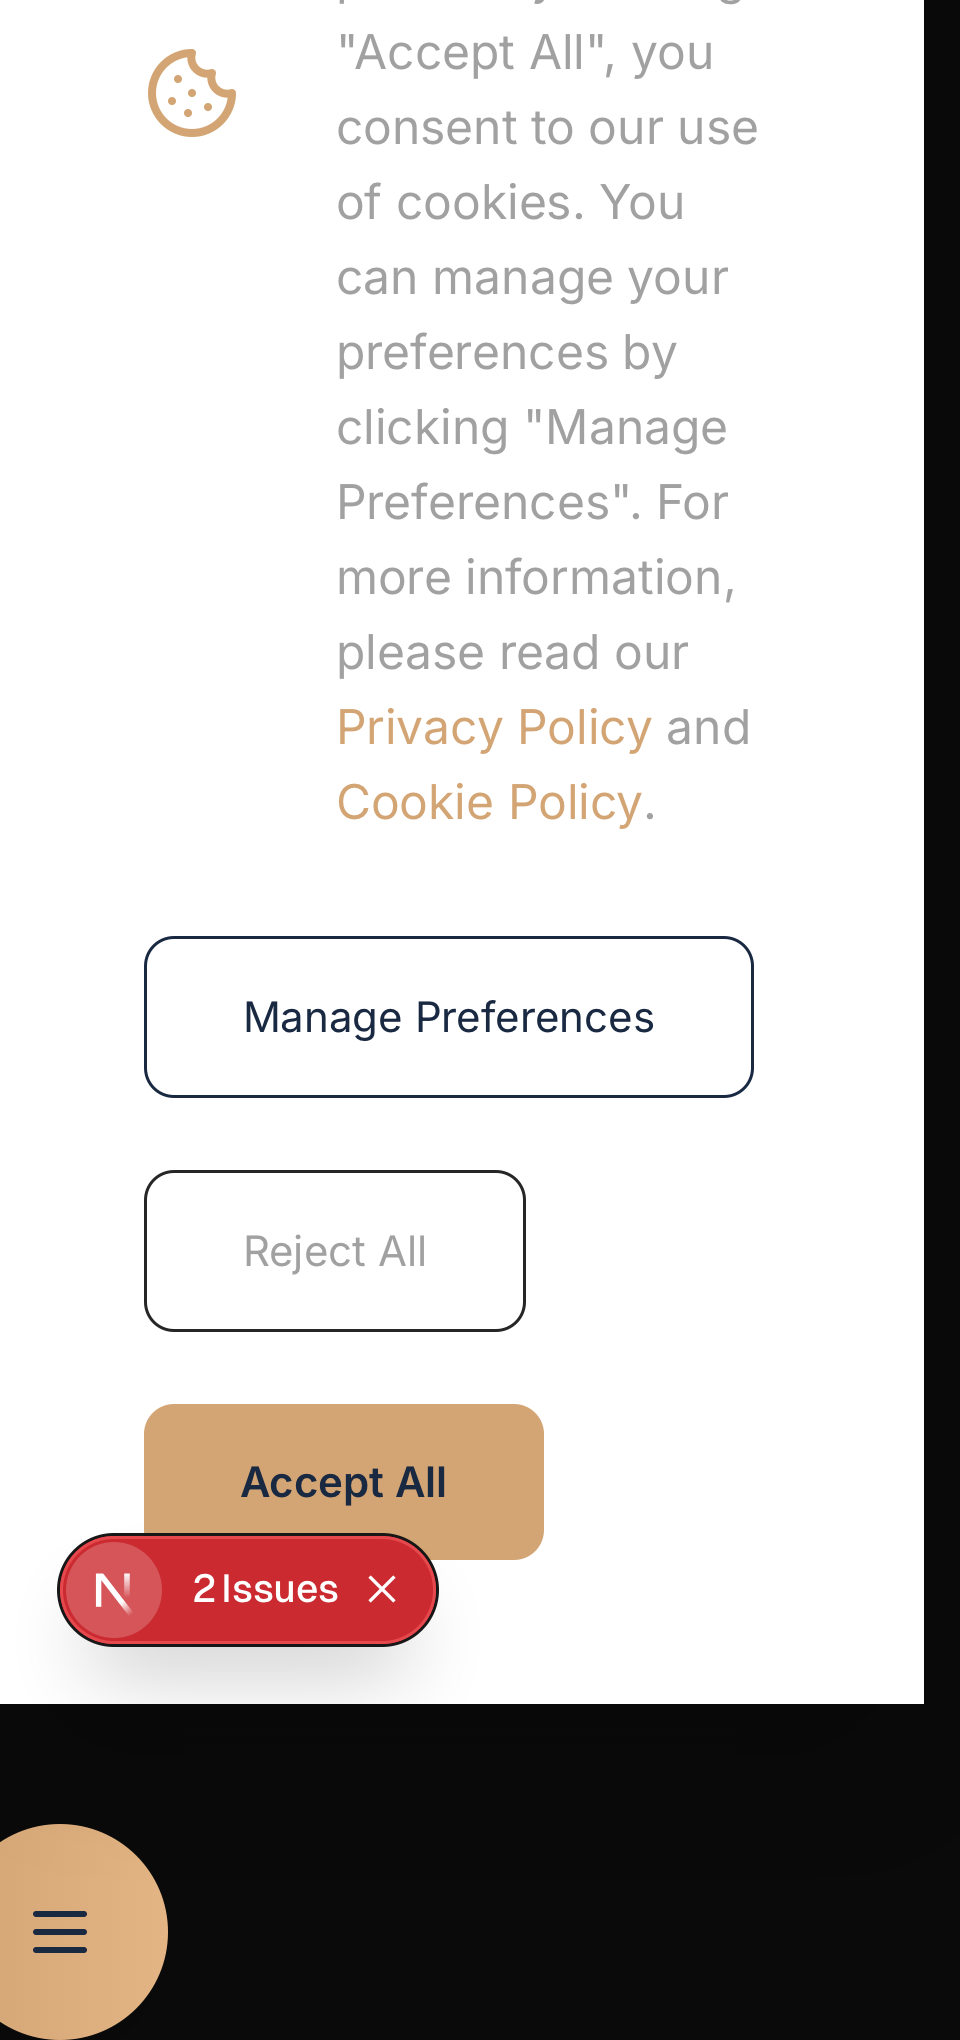 "Accept All", you
consent to our use
of cookies. You
can manage your
preferences by
clicking "Manage
Preferences". For
more information,
please read our
Privacy Policy and
Cookie Policy.
Manage Preferences
Reject All
Accept All
N 2 Issues